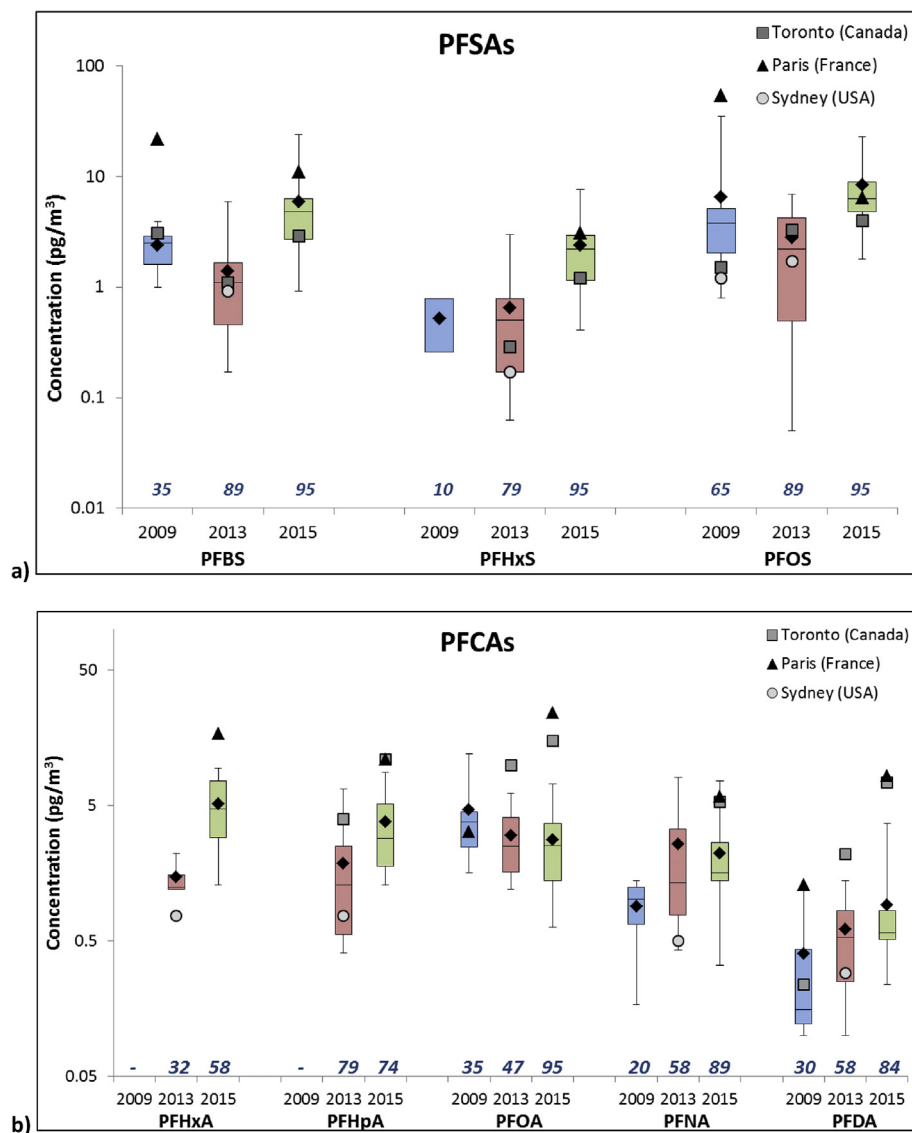 PFSAs
Toronto (Canada)
Paris (France)
Sydney (USA)
Concentration (pg/m³)
100
10
1
0.1
0.01
35 89 95 10 79 95 65 89 95
2009 2013 2015 2009 2013 2015 2009 2013 2015
PFBS PFHxS PFOS
a)
PFCAs
Toronto (Canada)
Paris (France)
Sydney (USA)
Concentration (pg/m³)
50
5
0.5
0.05
- 32 58 - 79 74 35 47 95 20 58 89 30 58 84
2009 2013 2015 2009 2013 2015 2009 2013 2015 2009 2013 2015 2009 2013 2015
PFHxA PFHpA PFOA PFNA PFDA
b)